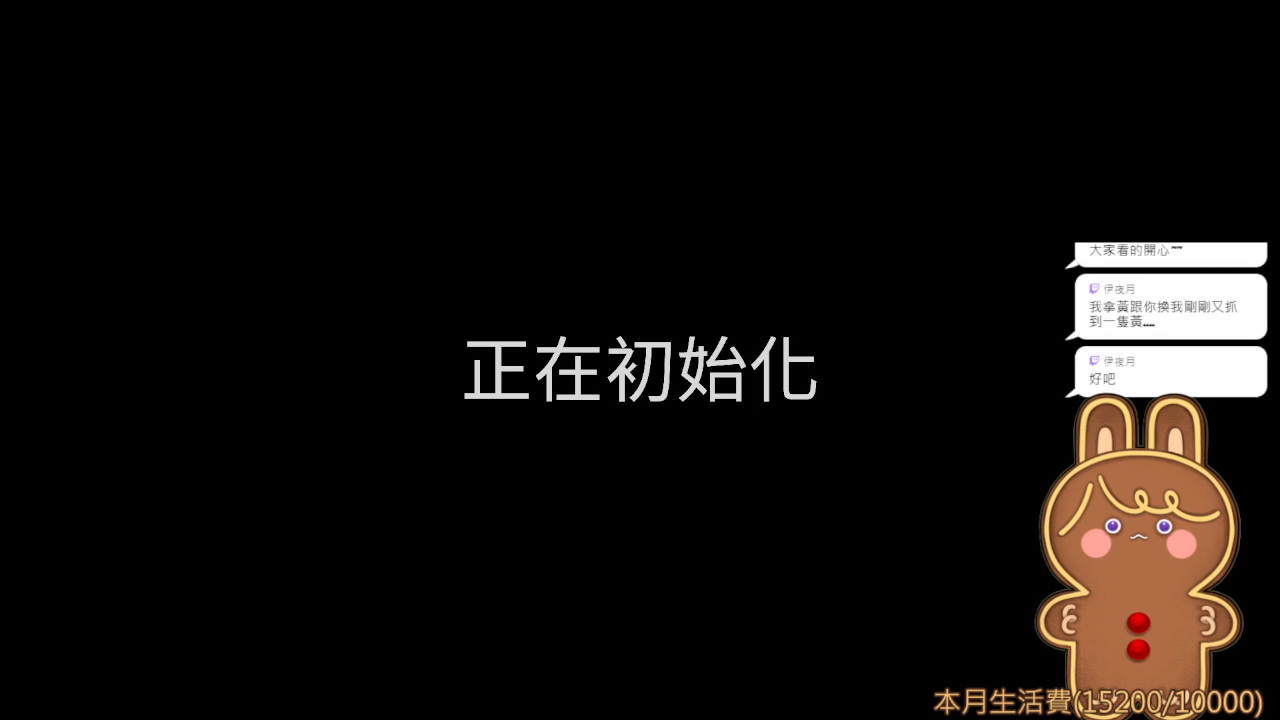 大家看的開心~~
伊夜月
我拿黃跟你換我剛剛又抓
到一隻黃....
伊夜月
好吧
正在初始化
本月生活費(15200/10000)